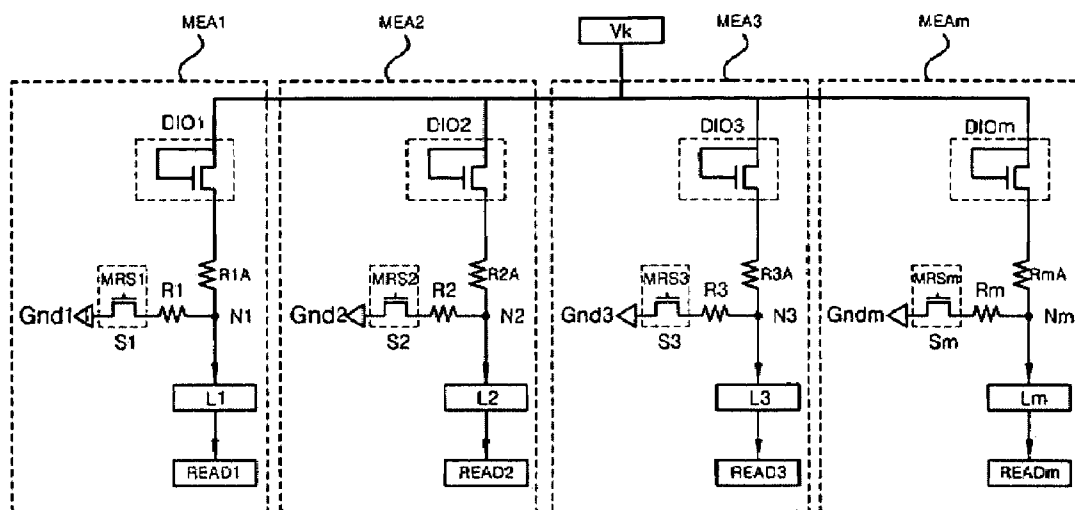 MEA1 MEA2 MEA3 MEAm
Vk
DIO1 DIO2 DIO3 DIOm
R1A R2A R3A RmA
MRS1 R1 MRS2 R2 MRS3 R3 MRSm Rm
Gnd1 N1 Gnd2 N2 Gnd3 N3 Gndm Nm
S1 S2 S3 Sm
L1 L2 L3 Lm
READ1 READ2 READ3 READm